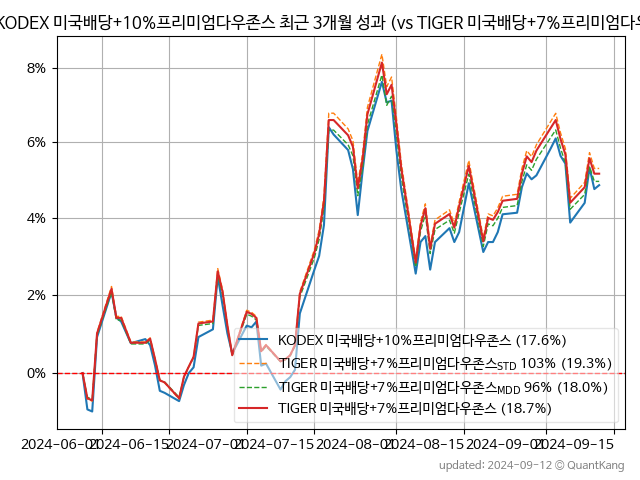 KODEX 미국배당+10%프리미엄다우존스 최근 3개월 성과 (vs TIGER 미국배당+7%프리미엄다우
8%
6%
4%
2%
0%
KODEX 미국배당+10%프리미엄다우존스 (17.6%)
TIGER 미국배당+7%프리미엄다우존스STD 103% (19.3%)
TIGER 미국배당+7%프리미엄다우존스MDD 96% (18.0%)
TIGER 미국배당+7%프리미엄다우존스 (18.7%)
2024-06-01 2024-06-15 2024-07-01 2024-07-15 2024-08-01 2024-08-15 2024-09-01 2024-09-15
updated: 2024-09-12 © QuantKang